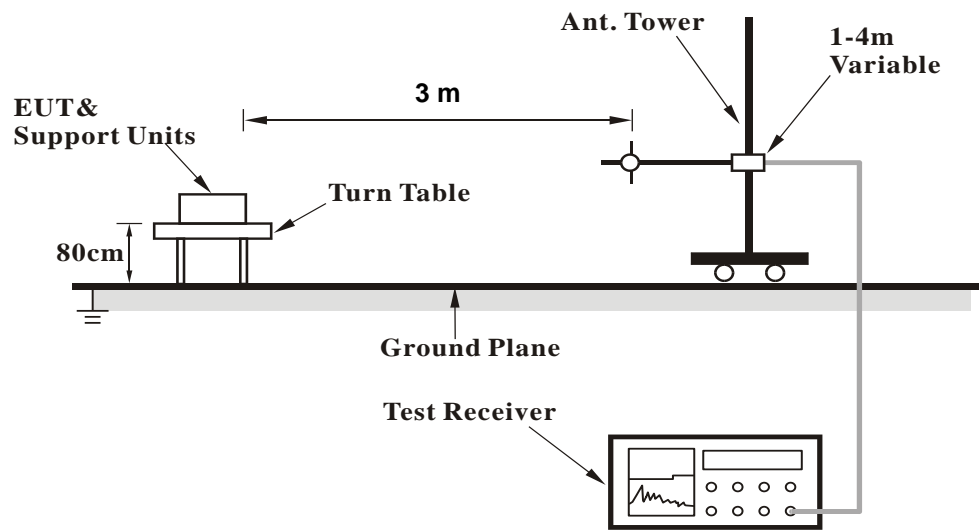 Ant. Tower
1-4m
Variable
3 m
EUT&
Support Units
Turn Table
80cm
Ground Plane
Test Receiver